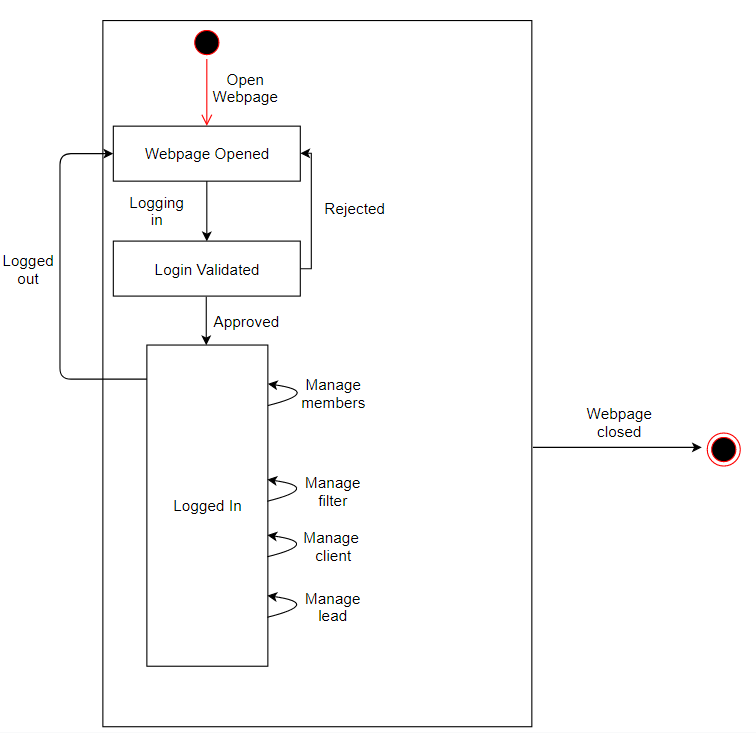 Open
Webpage
Webpage Opened
Logging
in
Rejected
Logged
out
Login Validated
Approved
Manage
members
Webpage
closed
Manage
filter
Logged In
Manage
client
Manage
lead